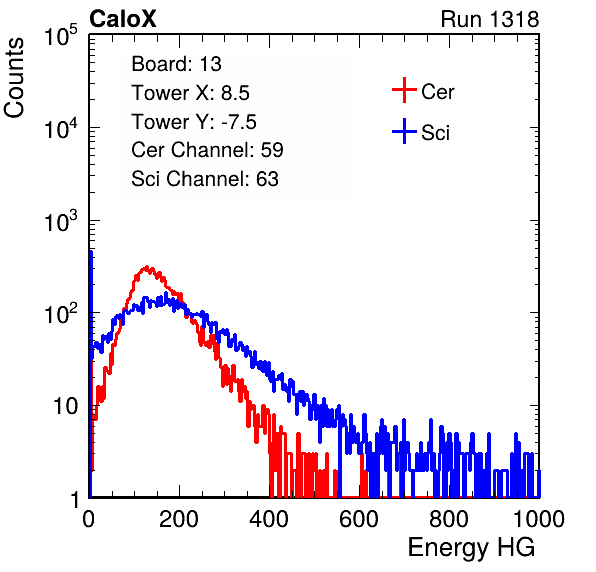 CaloX Run 1318
Counts
10^5
10^4
10^3
10^2
10
1
Board: 13
Tower X: 8.5
Tower Y: -7.5
Cer Channel: 59
Sci Channel: 63
Cer
Sci
0 200 400 600 800 1000
Energy HG